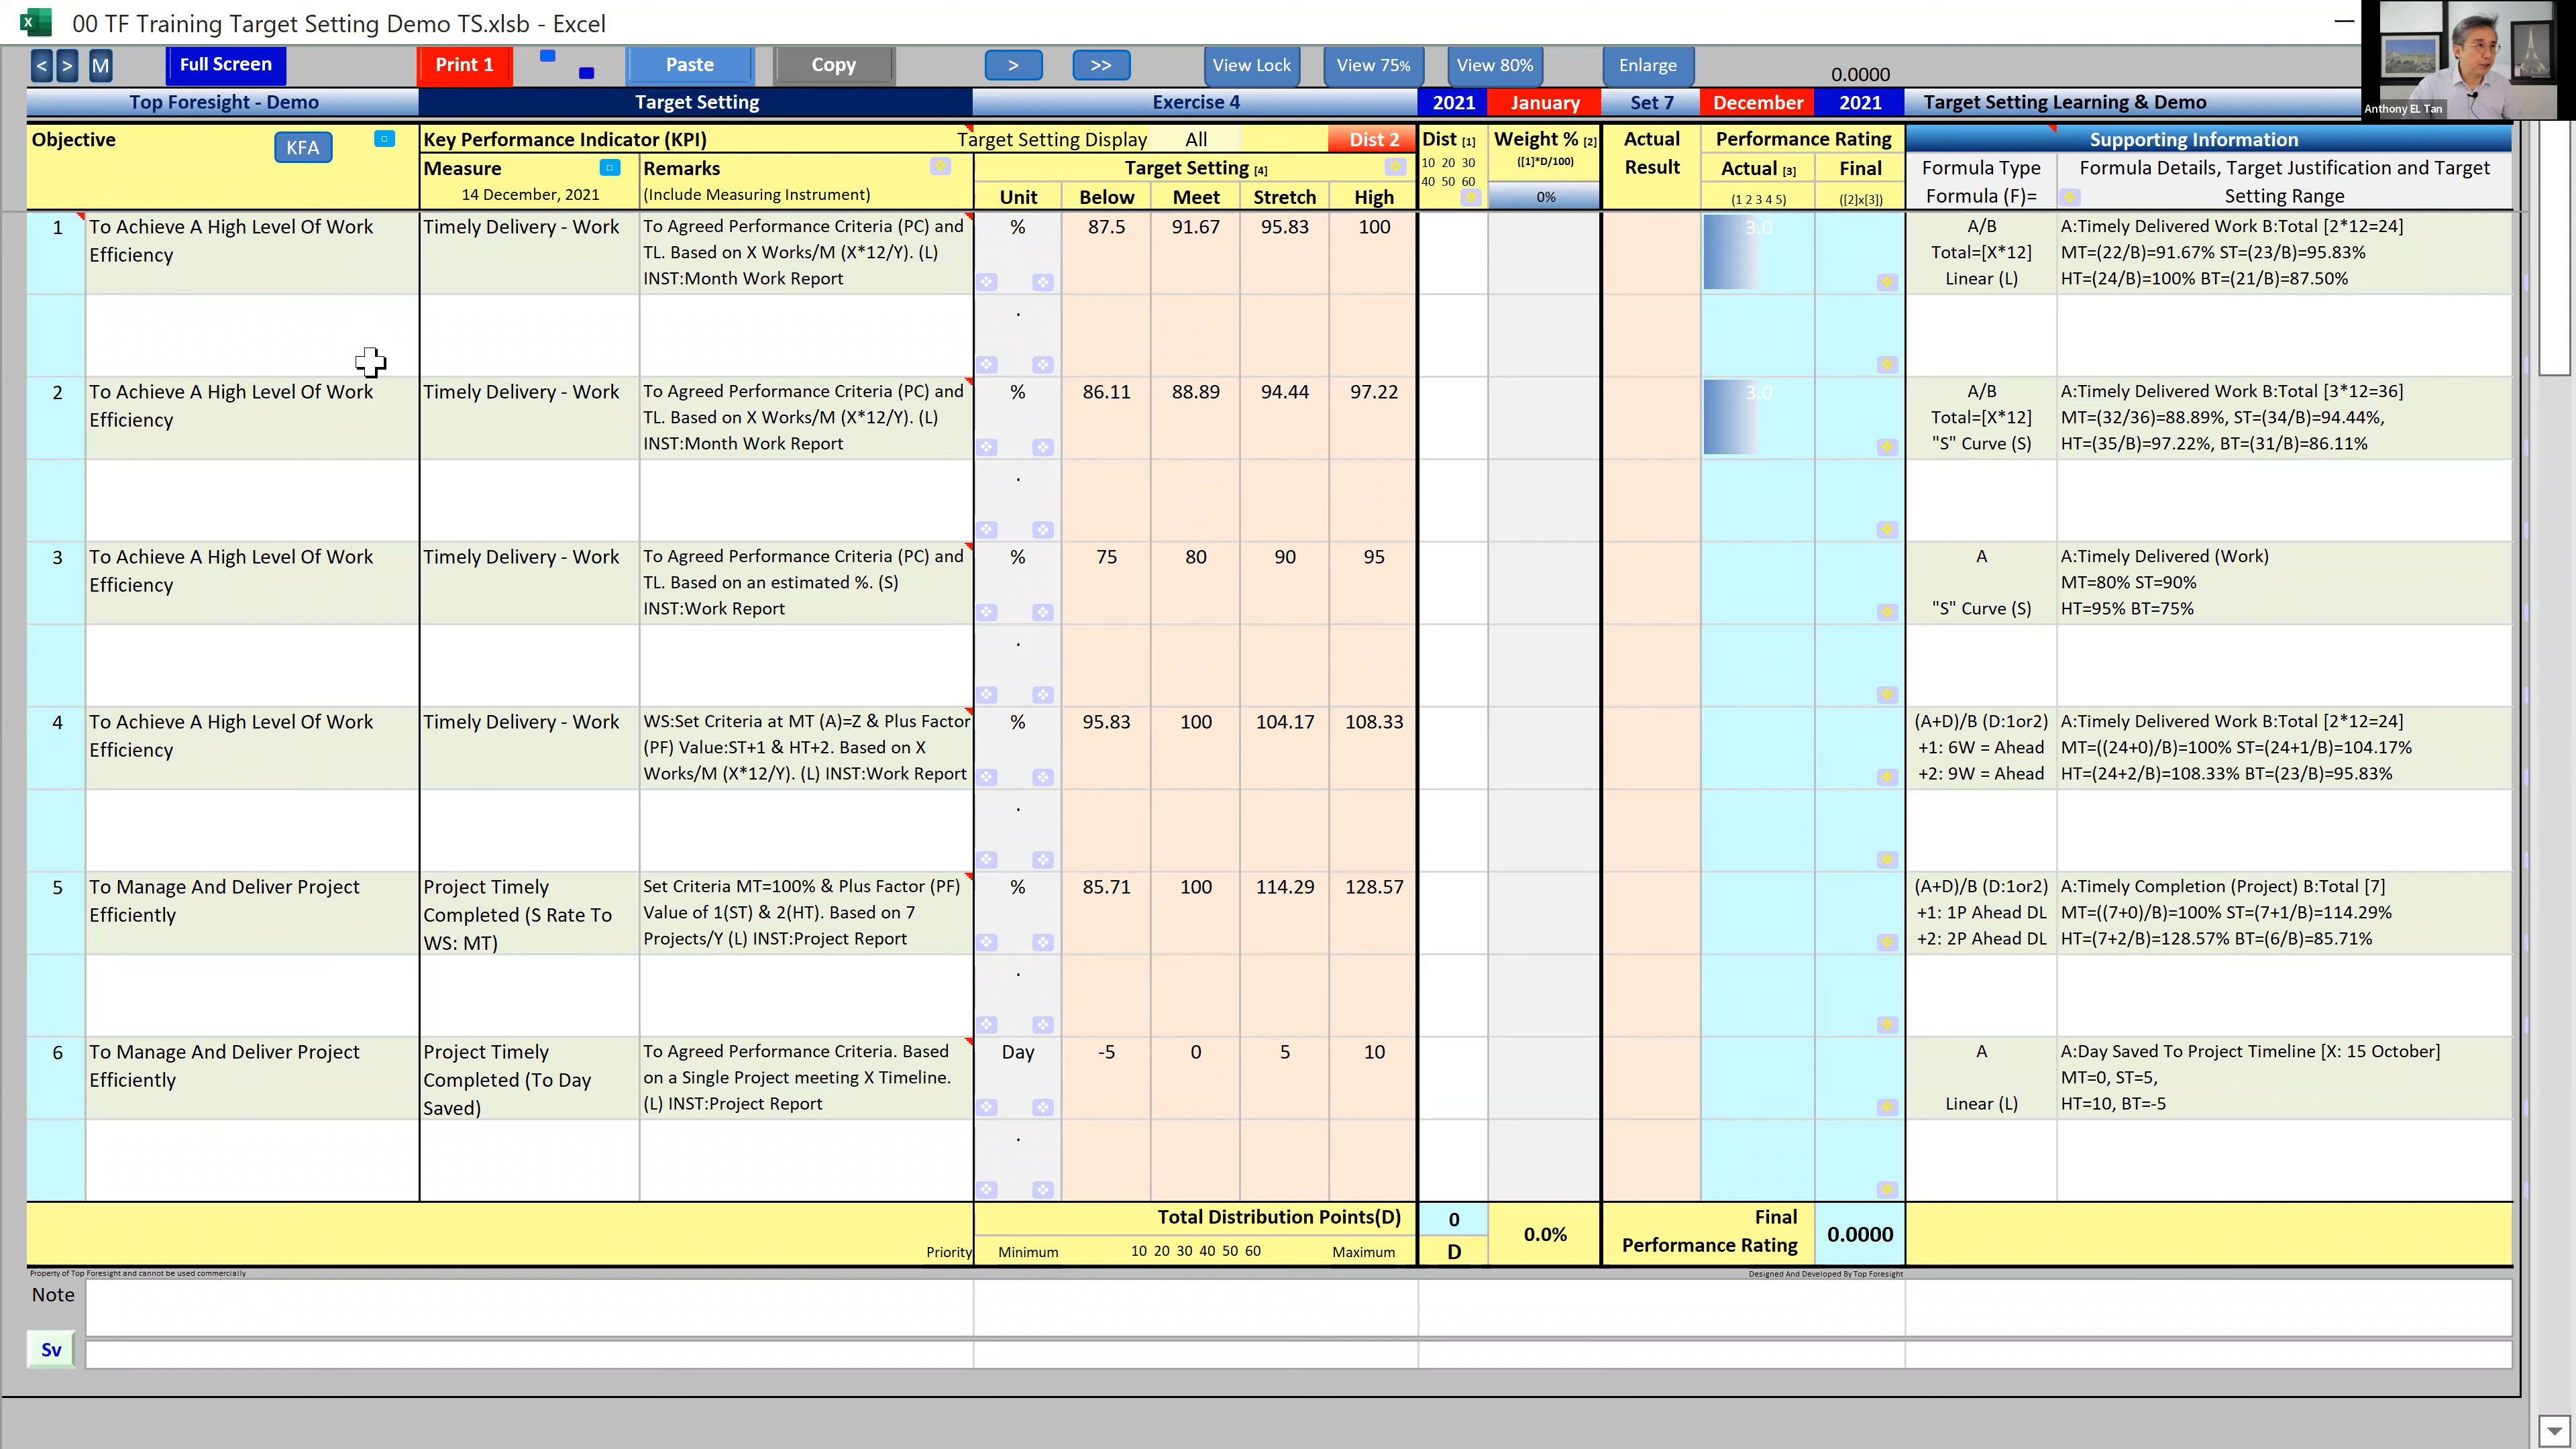 00 TF Training Target Setting Demo TS.xlsb - Excel
< > M Full Screen Print 1 Paste Copy > >> View Lock View 75% View 80% Enlarge 0.0000
Anthony EL Tan
Top Foresight - Demo Target Setting Exercise 4 2021 January Set 7 December 2021 Target Setting Learning & Demo
Objective KFA Key Performance Indicator (KPI) Target Setting Display All Dist 2 Dist [1] Weight % [2] Actual Performance Rating Supporting Information
Measure Remarks Target Setting [4] 10 20 30 ([1]*D/100) Result Actual [3] Final Formula Type Formula Details, Target Justification and Target
14 December, 2021 (Include Measuring Instrument) Unit Below Meet Stretch High 40 50 60 0% (1 2 3 4 5) ([2]x[3]) Formula (F)= Setting Range
1 To Achieve A High Level Of Work Timely Delivery - Work To Agreed Performance Criteria (PC) and % 87.5 91.67 95.83 100 3.0 A/B A:Timely Delivered Work B:Total [2*12=24]
Efficiency TL. Based on X Works/M (X*12/Y). (L) Total=[X*12] MT=(22/B)=91.67% ST=(23/B)=95.83%
INST:Month Work Report Linear (L) HT=(24/B)=100% BT=(21/B)=87.50%
.
2 To Achieve A High Level Of Work Timely Delivery - Work To Agreed Performance Criteria (PC) and % 86.11 88.89 94.44 97.22 3.0 A/B A:Timely Delivered Work B:Total [3*12=36]
Efficiency TL. Based on X Works/M (X*12/Y). (L) Total=[X*12] MT=(32/36)=88.89%, ST=(34/B)=94.44%,
INST:Month Work Report "S" Curve (S) HT=(35/B)=97.22%, BT=(31/B)=86.11%
.
3 To Achieve A High Level Of Work Timely Delivery - Work To Agreed Performance Criteria (PC) and % 75 80 90 95 A A:Timely Delivered (Work)
Efficiency TL. Based on an estimated %. (S) MT=80% ST=90%
INST:Work Report "S" Curve (S) HT=95% BT=75%
.
4 To Achieve A High Level Of Work Timely Delivery - Work WS:Set Criteria at MT (A)=Z & Plus Factor % 95.83 100 104.17 108.33 (A+D)/B (D:1or2) A:Timely Delivered Work B:Total [2*12=24]
Efficiency (PF) Value:ST+1 & HT+2. Based on X +1: 6W = Ahead MT=((24+0)/B)=100% ST=(24+1/B)=104.17%
Works/M (X*12/Y). (L) INST:Work Report +2: 9W = Ahead HT=(24+2/B)=108.33% BT=(23/B)=95.83%
.
5 To Manage And Deliver Project Project Timely Set Criteria MT=100% & Plus Factor (PF) % 85.71 100 114.29 128.57 (A+D)/B (D:1or2) A:Timely Completion (Project) B:Total [7]
Efficiently Completed (S Rate To Value of 1(ST) & 2(HT). Based on 7 +1: 1P Ahead DL MT=((7+0)/B)=100% ST=(7+1/B)=114.29%
WS: MT) Projects/Y (L) INST:Project Report +2: 2P Ahead DL HT=(7+2/B)=128.57% BT=(6/B)=85.71%
.
6 To Manage And Deliver Project Project Timely To Agreed Performance Criteria. Based Day -5 0 5 10 A A:Day Saved To Project Timeline [X: 15 October]
Efficiently Completed (To Day on a Single Project meeting X Timeline. MT=0, ST=5,
Saved) (L) INST:Project Report Linear (L) HT=10, BT=-5
.
Total Distribution Points(D) 0 0.0% Final 0.0000
Priority Minimum 10 20 30 40 50 60 Maximum D Performance Rating
Property of Top Foresight and cannot be used commercially Designed And Developed By Top Foresight
Note
Sv